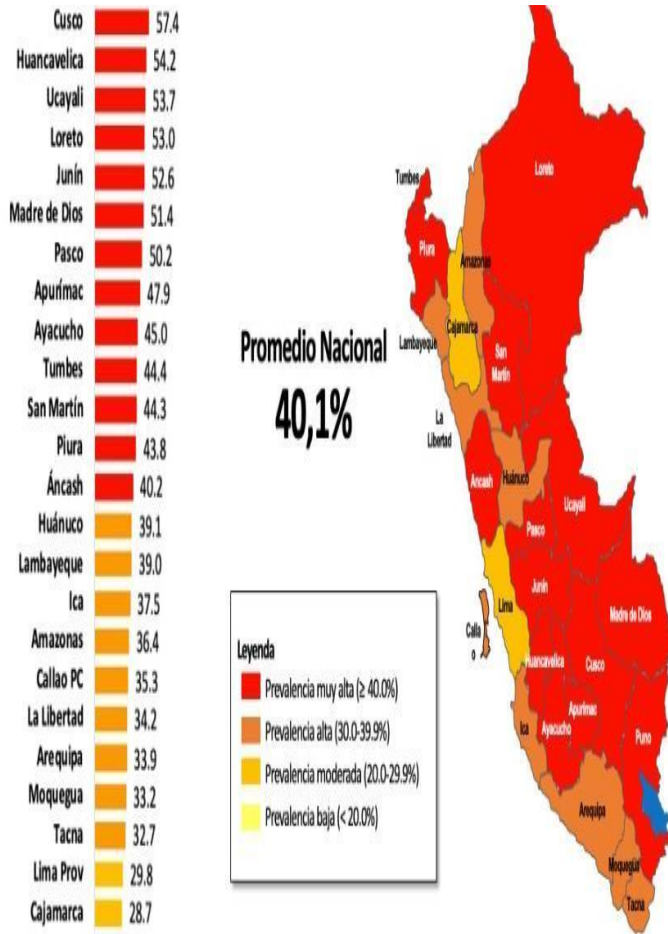 Cusco 57.4
Huancavelica 54.2
Ucayali 53.7
Loreto 53.0
Junín 52.6
Madre de Dios 51.4
Pasco 50.2
Apurímac 47.9
Ayacucho 45.0
Tumbes 44.4
San Martín 44.3
Piura 43.8
Áncash 40.2
Huánuco 39.1
Lambayeque 39.0
Ica 37.5
Amazonas 36.4
Callao PC 35.3
La Libertad 34.2
Arequipa 33.9
Moquegua 33.2
Tacna 32.7
Lima Prov 29.8
Cajamarca 28.7
Promedio Nacional
40,1%
Leyenda
Prevalencia muy alta (≥ 40.0%)
Prevalencia alta (30.0-39.9%)
Prevalencia moderada (20.0-29.9%)
Prevalencia baja (< 20.0%)
Loreto
Tumbes
Piura
Amazonas
Lambayeque
Cajamarca
San
Martín
La
Libertad
Áncash
Huánuco
Ucayali
Pasco
Lima
Junín
Calla
o
Madre de Dios
Huancavelica
Cusco
Apurímac
Ica
Ayacucho
Puno
Arequipa
Moquegua
Tacna